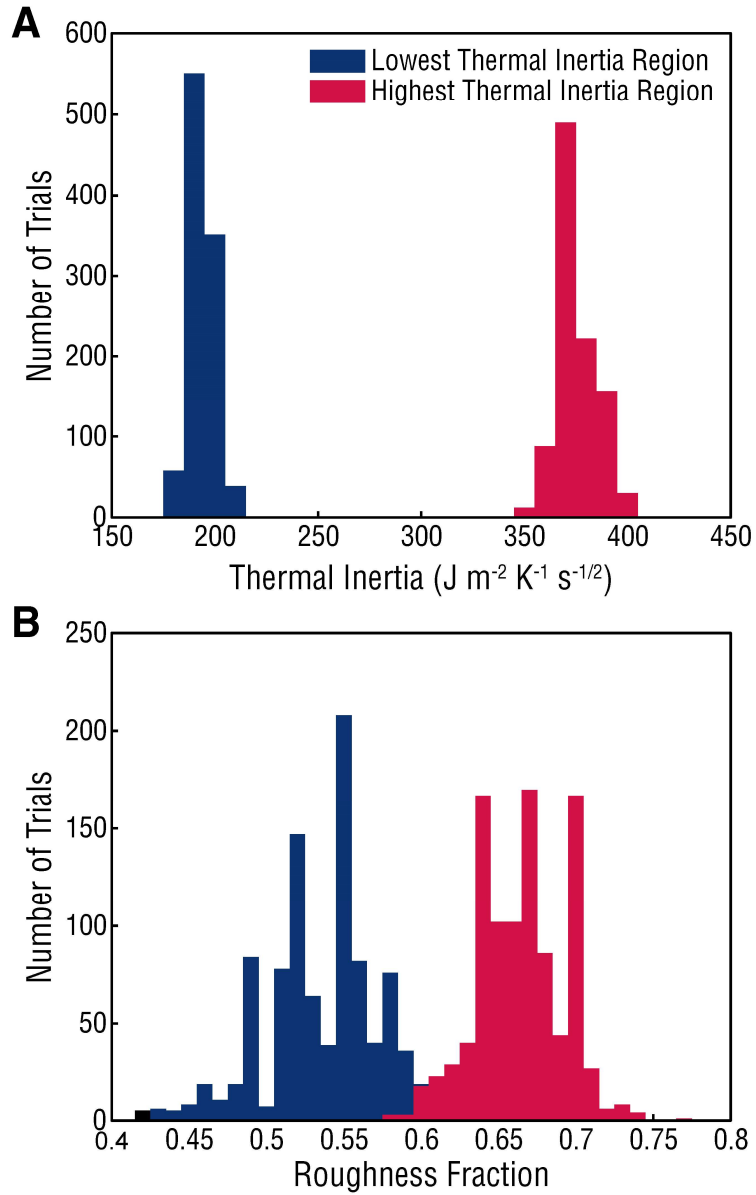 A
600
500
400
300
200
100
0
Number of Trials
Lowest Thermal Inertia Region
Highest Thermal Inertia Region
150 200 250 300 350 400 450
Thermal Inertia (J m-2 K-1 s-1/2)
B
250
200
150
100
50
0
Number of Trials
0.4 0.45 0.5 0.55 0.6 0.65 0.7 0.75 0.8
Roughness Fraction